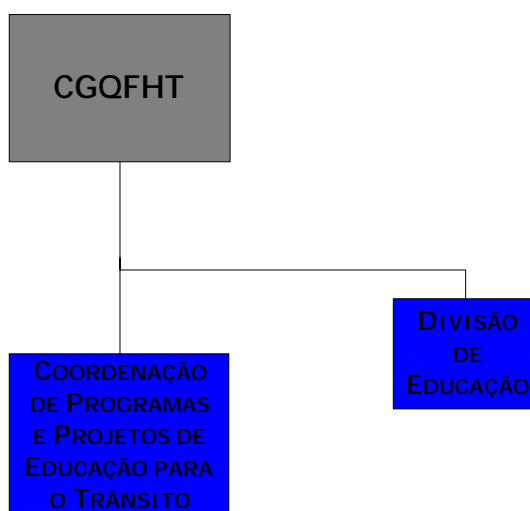 CGQFHT
DIVISÃO
DE
EDUCAÇÃO
COORDENAÇÃO
DE PROGRAMAS
E PROJETOS DE
EDUCAÇÃO PARA
O TRÂNSITO